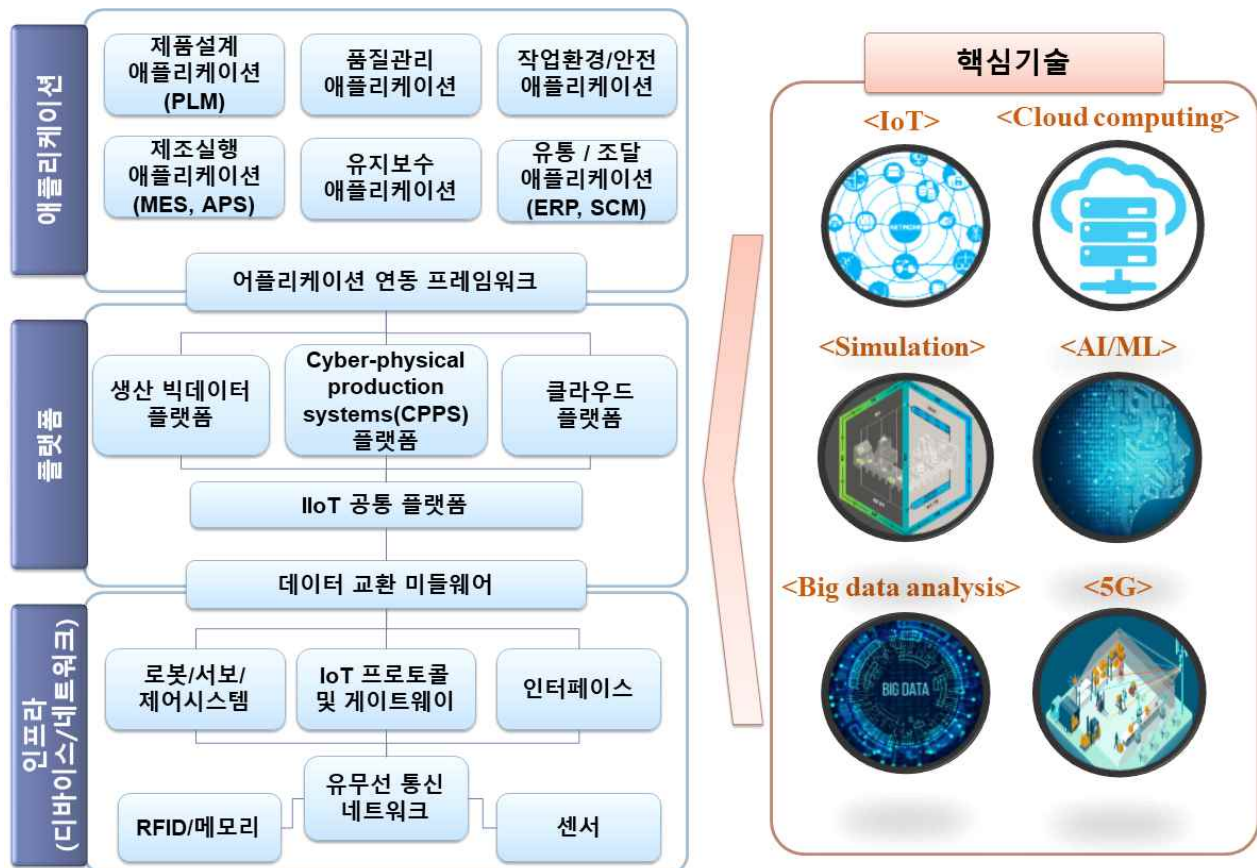 애플리케이션
제품설계
애플리케이션
(PLM)
품질관리
애플리케이션
작업환경/안전
애플리케이션
제조실행
애플리케이션
(MES, APS)
유지보수
애플리케이션
유통 / 조달
애플리케이션
(ERP, SCM)
어플리케이션 연동 프레임워크
플랫폼
생산 빅데이터
플랫폼
Cyber-physical
production
systems(CPPS)
플랫폼
클라우드
플랫폼
IIoT 공통 플랫폼
데이터 교환 미들웨어
인프라
(디바이스/네트워크)
로봇/서보/
제어시스템
IoT 프로토콜
및 게이트웨이
인터페이스
유무선 통신
네트워크
RFID/메모리
센서
핵심기술
<IoT>
NETWORK
<Cloud computing>
<Simulation>
<AI/ML>
<Big data analysis>
BIG DATA
<5G>